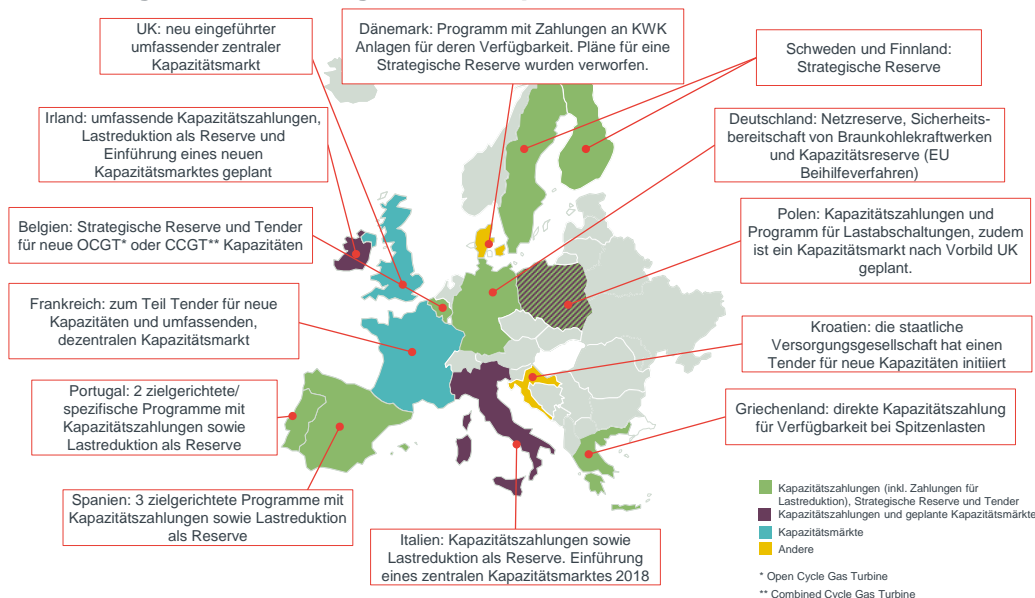 UK: neu eingeführter
umfassender zentraler
Kapazitätsmarkt
Dänemark: Programm mit Zahlungen an KWK
Anlagen für deren Verfügbarkeit. Pläne für eine
Strategische Reserve wurden verworfen.
Schweden und Finnland:
Strategische Reserve
Irland: umfassende Kapazitätszahlungen,
Lastreduktion als Reserve und
Einführung eines neuen
Kapazitätsmarktes geplant
Deutschland: Netzreserve, Sicherheits-
bereitschaft von Braunkohlekraftwerken
und Kapazitätsreserve (EU
Beihilfeverfahren)
Belgien: Strategische Reserve und Tender
für neue OCGT* oder CCGT** Kapazitäten
Polen: Kapazitätszahlungen und
Programm für Lastabschaltungen, zudem
ist ein Kapazitätsmarkt nach Vorbild UK
geplant.
Frankreich: zum Teil Tender für neue
Kapazitäten und umfassenden,
dezentralen Kapazitätsmarkt
Kroatien: die staatliche
Versorgungsgesellschaft hat einen
Tender für neue Kapazitäten initiiert
Portugal: 2 zielgerichtete/
spezifische Programme mit
Kapazitätszahlungen sowie
Lastreduktion als Reserve
Griechenland: direkte Kapazitätszahlung
für Verfügbarkeit bei Spitzenlasten
Spanien: 3 zielgerichtete Programme mit
Kapazitätszahlungen sowie Lastreduktion
als Reserve
Italien: Kapazitätszahlungen sowie
Lastreduktion als Reserve. Einführung
eines zentralen Kapazitätsmarktes 2018
Kapazitätszahlungen (inkl. Zahlungen für
Lastreduktion), Strategische Reserve und Tender
Kapazitätszahlungen und geplante Kapazitätsmärkte
Kapazitätsmärkte
Andere
* Open Cycle Gas Turbine
** Combined Cycle Gas Turbine